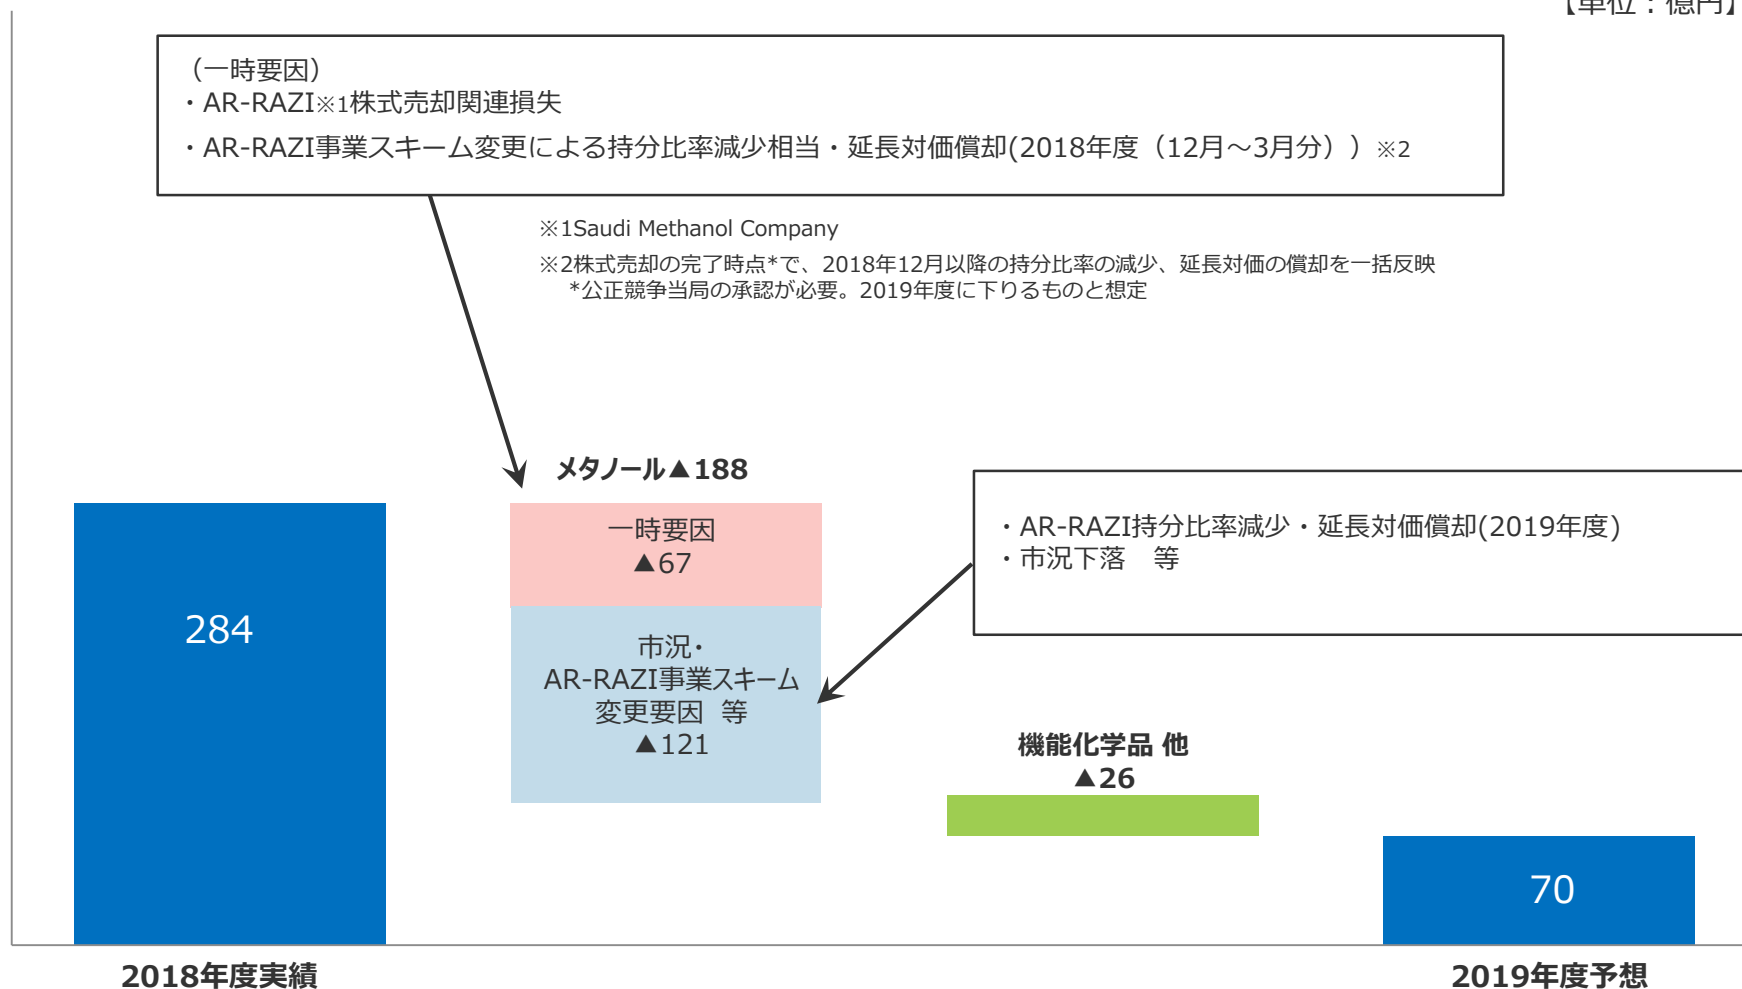 【単位：億円】
（一時要因）
・AR-RAZI※1株式売却関連損失
・AR-RAZI事業スキーム変更による持分比率減少相当・延長対価償却(2018年度（12月～3月分））※2
※1Saudi Methanol Company
※2株式売却の完了時点*で、2018年12月以降の持分比率の減少、延長対価の償却を一括反映
*公正競争当局の承認が必要。2019年度に下りるものと想定
メタノール▲188
一時要因
▲67
・AR-RAZI持分比率減少・延長対価償却(2019年度)
・市況下落　等
284
市況・
AR-RAZI事業スキーム
変更要因 等
▲121
機能化学品 他
▲26
70
2018年度実績
2019年度予想